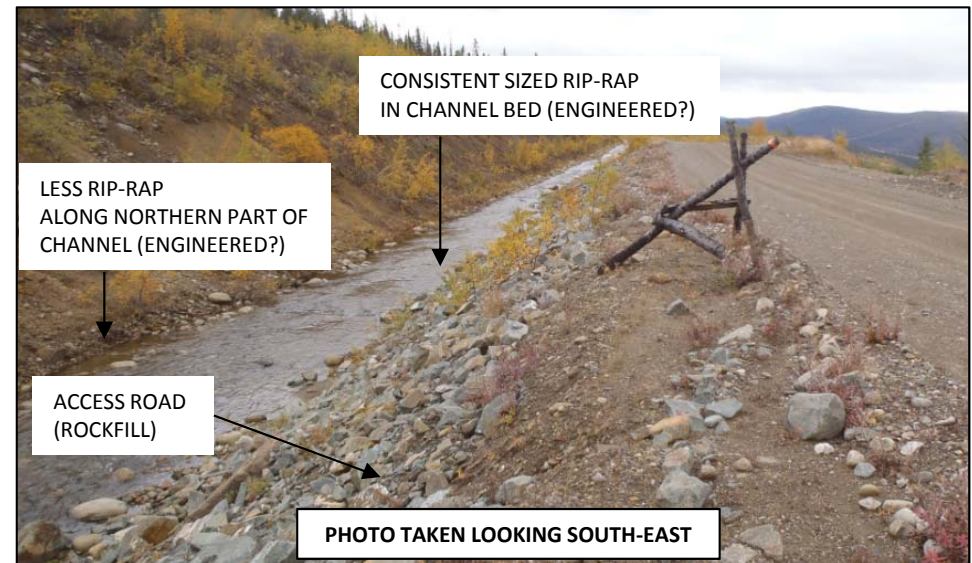 CONSISTENT SIZED RIP-RAP
IN CHANNEL BED (ENGINEERED?)
LESS RIP-RAP
ALONG NORTHERN PART OF
CHANNEL (ENGINEERED?)
ACCESS ROAD
(ROCKFILL)
PHOTO TAKEN LOOKING SOUTH-EAST